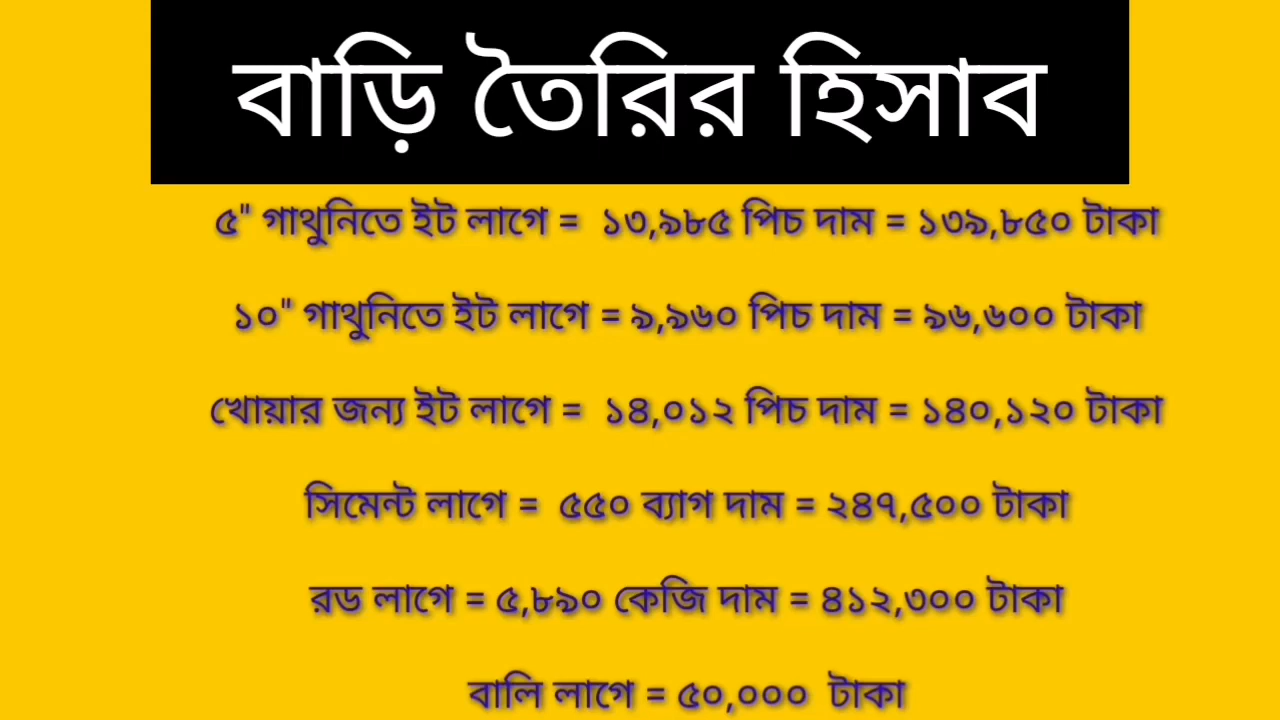 বাড়ি তৈরির হিসাব
৫" গাথুনিতে ইট লাগে = ১৩,৯৮৫ পিচ দাম = ১৩৯,৮৫০ টাকা
১০" গাথুনিতে ইট লাগে = ৯,৯৬০ পিচ দাম = ৯৬,৬০০ টাকা
খোয়ার জন্য ইট লাগে = ১৪,০১২ পিচ দাম = ১৪০,১২০ টাকা
সিমেন্ট লাগে = ৫৫০ ব্যাগ দাম = ২৪৭,৫০০ টাকা
রড লাগে = ৫,৮৯০ কেজি দাম = ৪১২,৩০০ টাকা
বালি লাগে = ৫০,০০০ টাকা